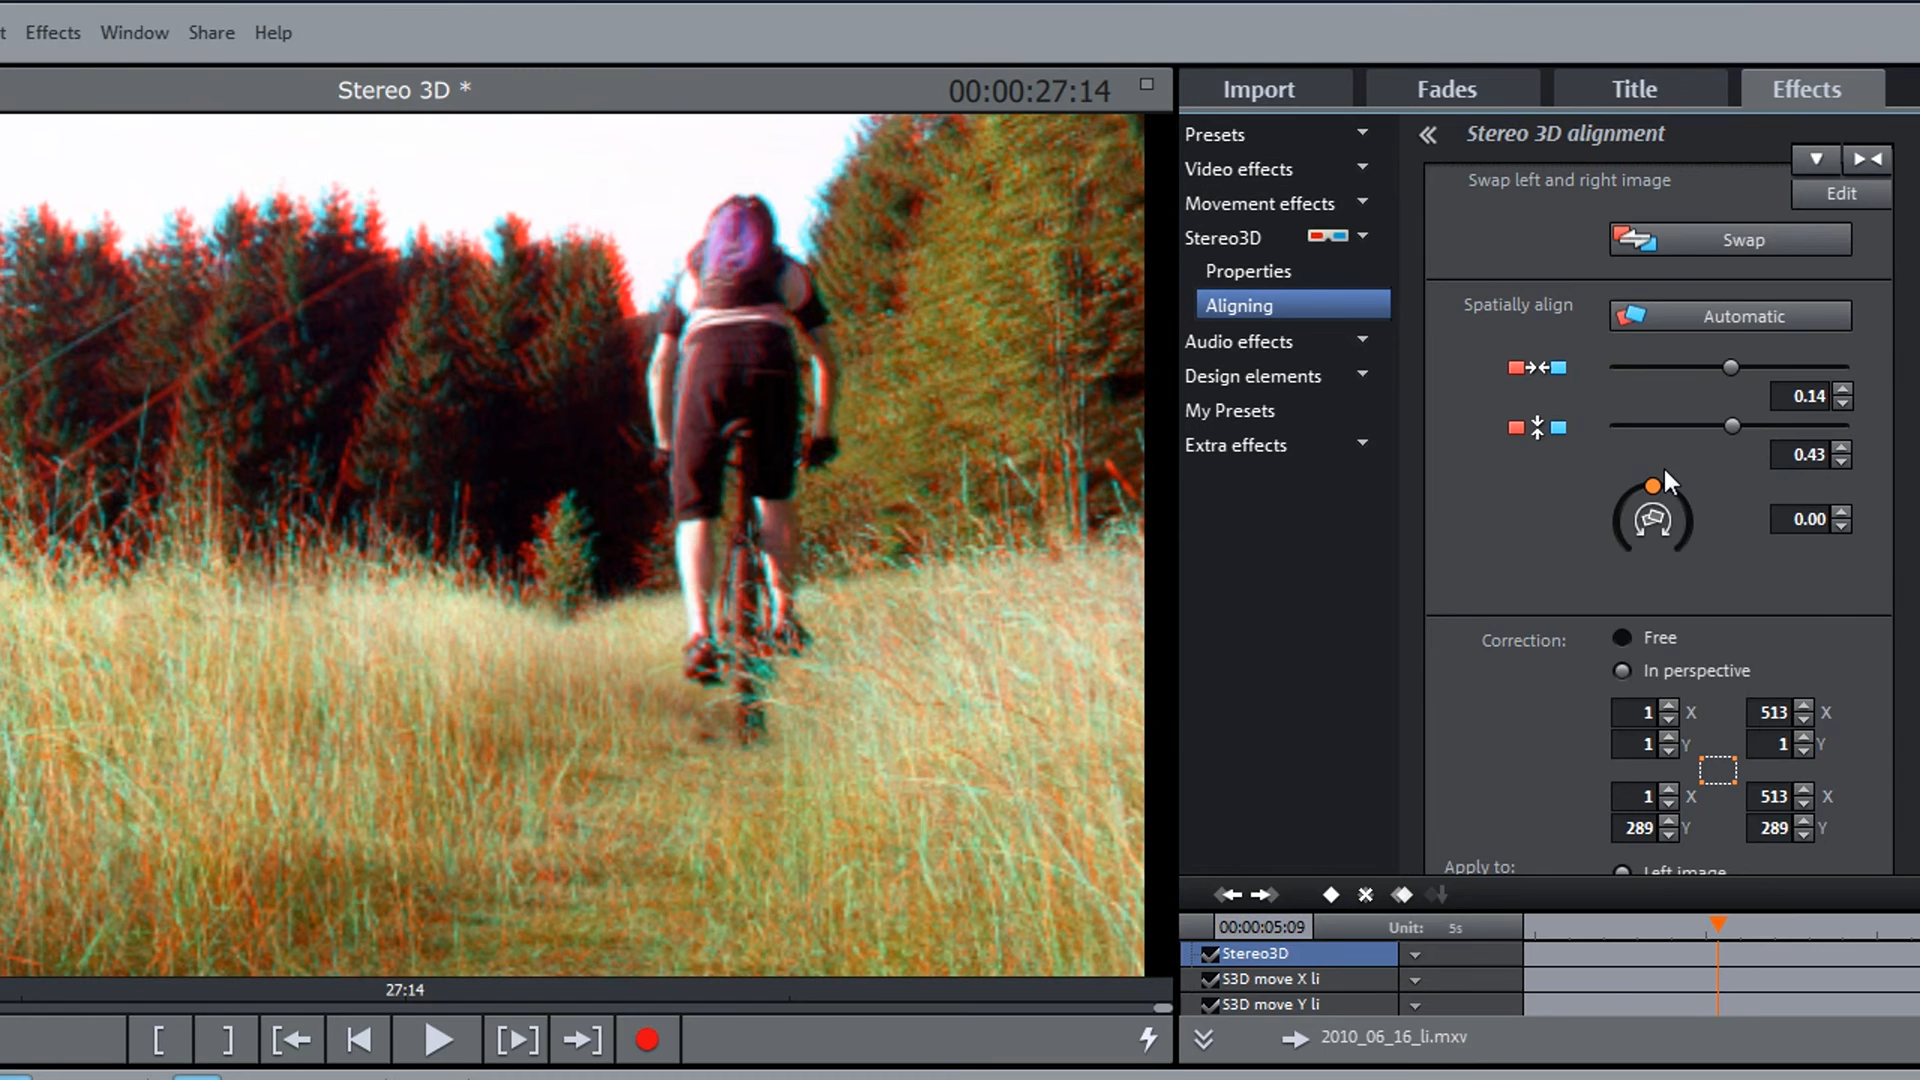 t Effects Window Share Help
Stereo 3D * 00:00:27:14
Import Fades Title Effects
Presets
Video effects
Movement effects
Stereo3D
Properties
Aligning
Audio effects
Design elements
My Presets
Extra effects
Stereo 3D alignment
Swap left and right image
Edit
Swap
Spatially align Automatic
0.14
0.43
0.00
Correction: Free
In perspective
1 X 513 X
1 Y 1 Y
1 X 513 X
289 Y 289 Y
Apply to: Left image
00:00:05:09 Unit: 5s
Stereo3D
S3D move X li
S3D move Y li
27:14
2010_06_16_li.mxv